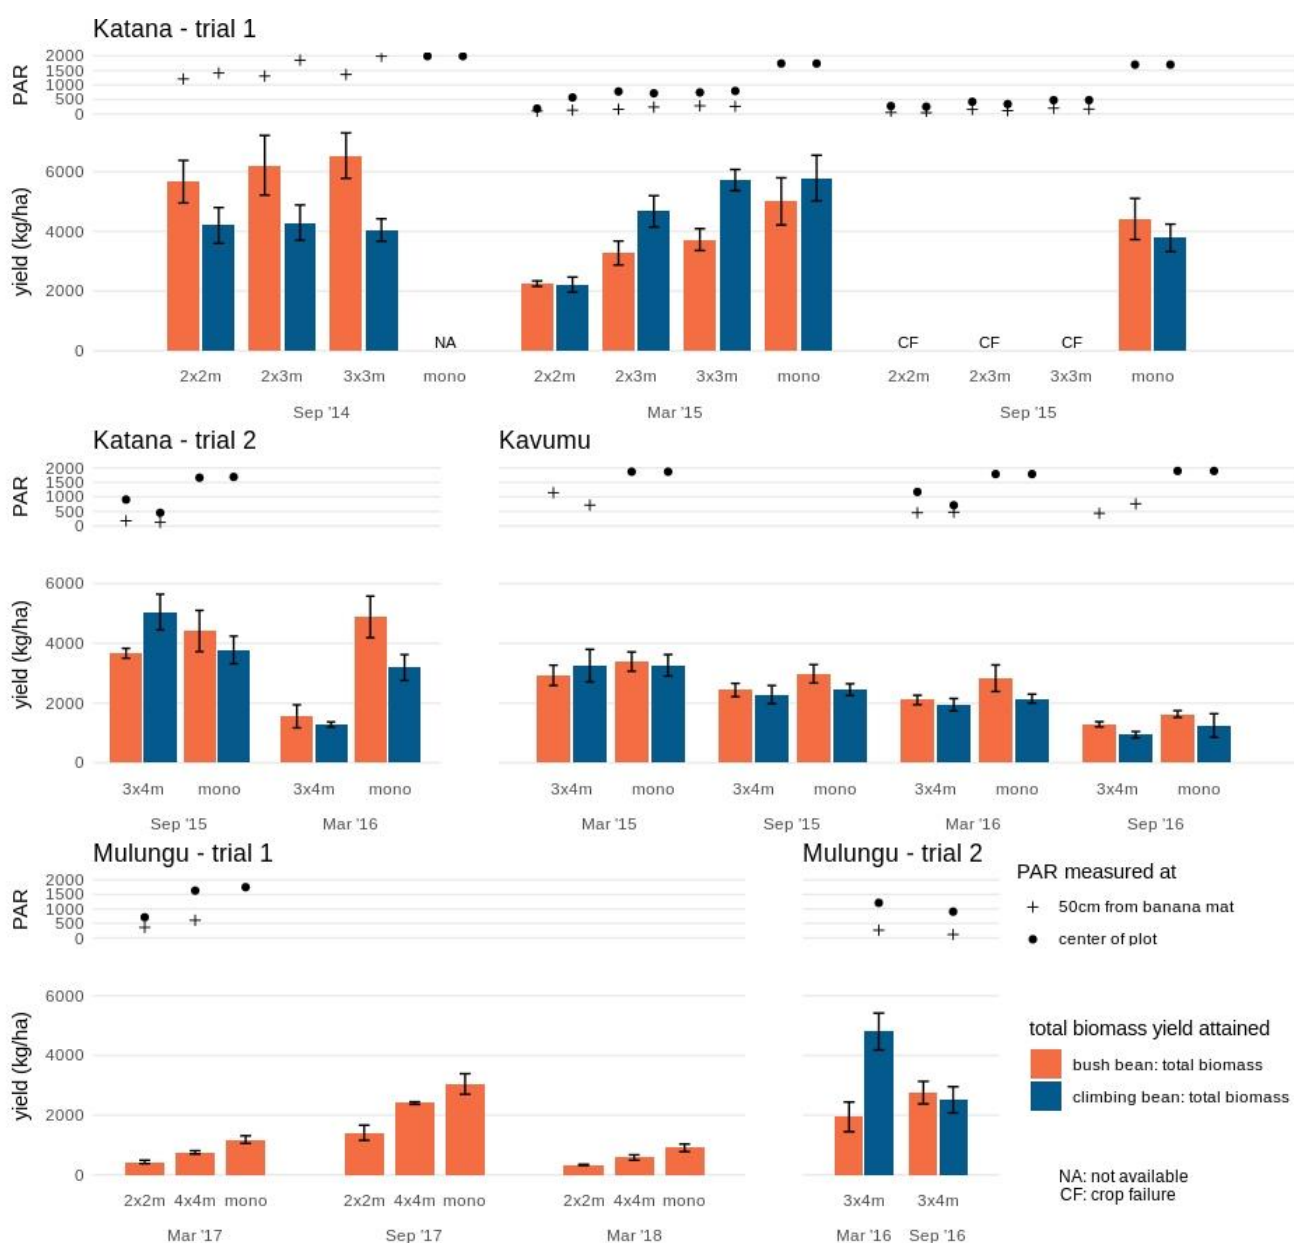 Katana - trial 1
PAR
2000
1500
1000
500
0
yield (kg/ha)
6000
4000
2000
0
NA
CF
CF
CF
2x2m
2x3m
3x3m
mono
2x2m
2x3m
3x3m
mono
2x2m
2x3m
3x3m
mono
Sep '14
Mar '15
Sep '15
Katana - trial 2
PAR
2000
1500
1000
500
0
yield (kg/ha)
6000
4000
2000
0
3x4m
mono
3x4m
mono
Sep '15
Mar '16
Kavumu
3x4m
mono
3x4m
mono
3x4m
mono
3x4m
mono
Mar '15
Sep '15
Mar '16
Sep '16
Mulungu - trial 1
PAR
2000
1500
1000
500
0
yield (kg/ha)
6000
4000
2000
0
2x2m
4x4m
mono
2x2m
4x4m
mono
2x2m
4x4m
mono
Mar '17
Sep '17
Mar '18
Mulungu - trial 2
3x4m
3x4m
Mar '16
Sep '16
PAR measured at
50cm from banana mat
center of plot
total biomass yield attained
bush bean: total biomass
climbing bean: total biomass
NA: not available
CF: crop failure